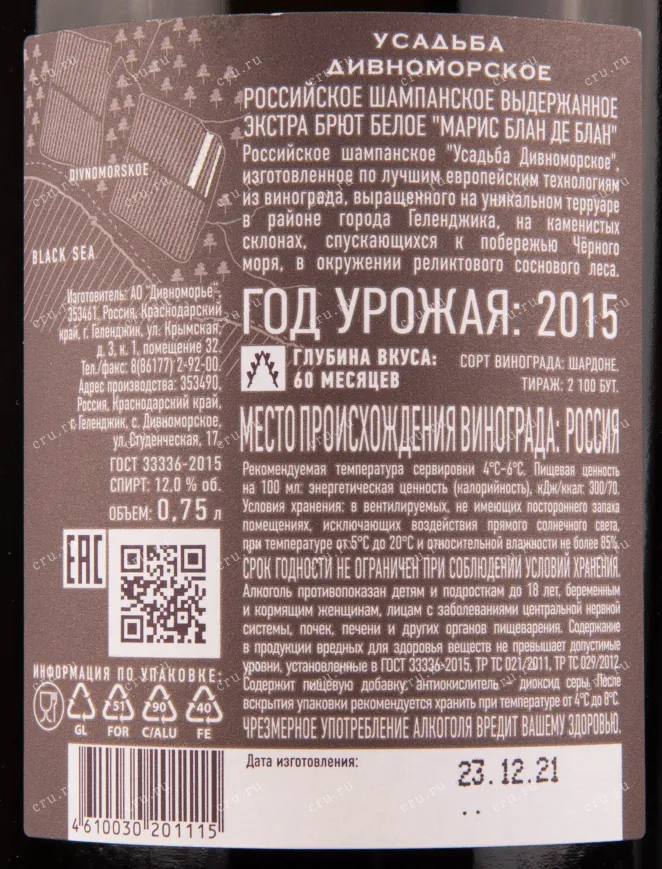 УСАДЬБА
ДИВНОМОРСКОЕ
РОССИЙСКОЕ ШАМПАНСКОЕ ВЫДЕРЖАННОЕ
ЭКСТРА БРЮТ БЕЛОЕ "МАРИС БЛАН ДЕ БЛАН"
Российское шампанское "Усадьба Дивноморское",
изготовленное по лучшим европейским технологиям
из винограда, выращенного на уникальном терруаре
в районе города Геленджика, на каменистых
склонах, спускающихся к побережью Чёрного
моря, в окружении реликтового соснового леса.
DIVNOMORSKOE
BLACK SEA
Изготовитель: АО "Дивноморье",
353461, Россия, Краснодарский
край, г. Геленджик, ул. Крымская,
д. 3, к. 1, помещение 32.
Тел./факс: 8(86177) 2-92-00.
Адрес производства: 353490,
Россия, Краснодарский край,
г. Геленджик, с. Дивноморское,
ул. Студенческая, 17.
ГОСТ 33336-2015
СПИРТ: 12,0 % об.
ОБЪЕМ: 0,75 л
ГОД УРОЖАЯ: 2015
ГЛУБИНА ВКУСА:
60 МЕСЯЦЕВ
СОРТ ВИНОГРАДА: ШАРДОНЕ.
ТИРАЖ: 2 100 БУТ.
МЕСТО ПРОИСХОЖДЕНИЯ ВИНОГРАДА: РОССИЯ
Рекомендуемая температура сервировки 4°С-6°С. Пищевая ценность
на 100 мл: энергетическая ценность (калорийность), кДж/ккал: 300/70.
Условия хранения: в вентилируемых, не имеющих постороннего запаха
помещениях, исключающих воздействия прямого солнечного света,
при температуре от 5°С до 20°С и относительной влажности не более 85%.
СРОК ГОДНОСТИ НЕ ОГРАНИЧЕН ПРИ СОБЛЮДЕНИИ УСЛОВИЙ ХРАНЕНИЯ.
Алкоголь противопоказан детям и подросткам до 18 лет, беременным
и кормящим женщинам, лицам с заболеваниями центральной нервной
системы, почек, печени и других органов пищеварения. Содержание
в продукции вредных для здоровья веществ не превышает допустимые
уровни, установленные в ГОСТ 33336-2015, ТР ТС 021/2011, ТР ТС 029/2012.
Содержит пищевую добавку: антиокислитель - диоксид серы. После
вскрытия упаковки рекомендуется хранить при температуре от 4°С до 8°С.
ЧРЕЗМЕРНОЕ УПОТРЕБЛЕНИЕ АЛКОГОЛЯ ВРЕДИТ ВАШЕМУ ЗДОРОВЬЮ.
EAC
ИНФОРМАЦИЯ ПО УПАКОВКЕ:
51 90 40
GL FOR C/ALU FE
4610030 201115
Дата изготовления:
23.12.21
cru.ru